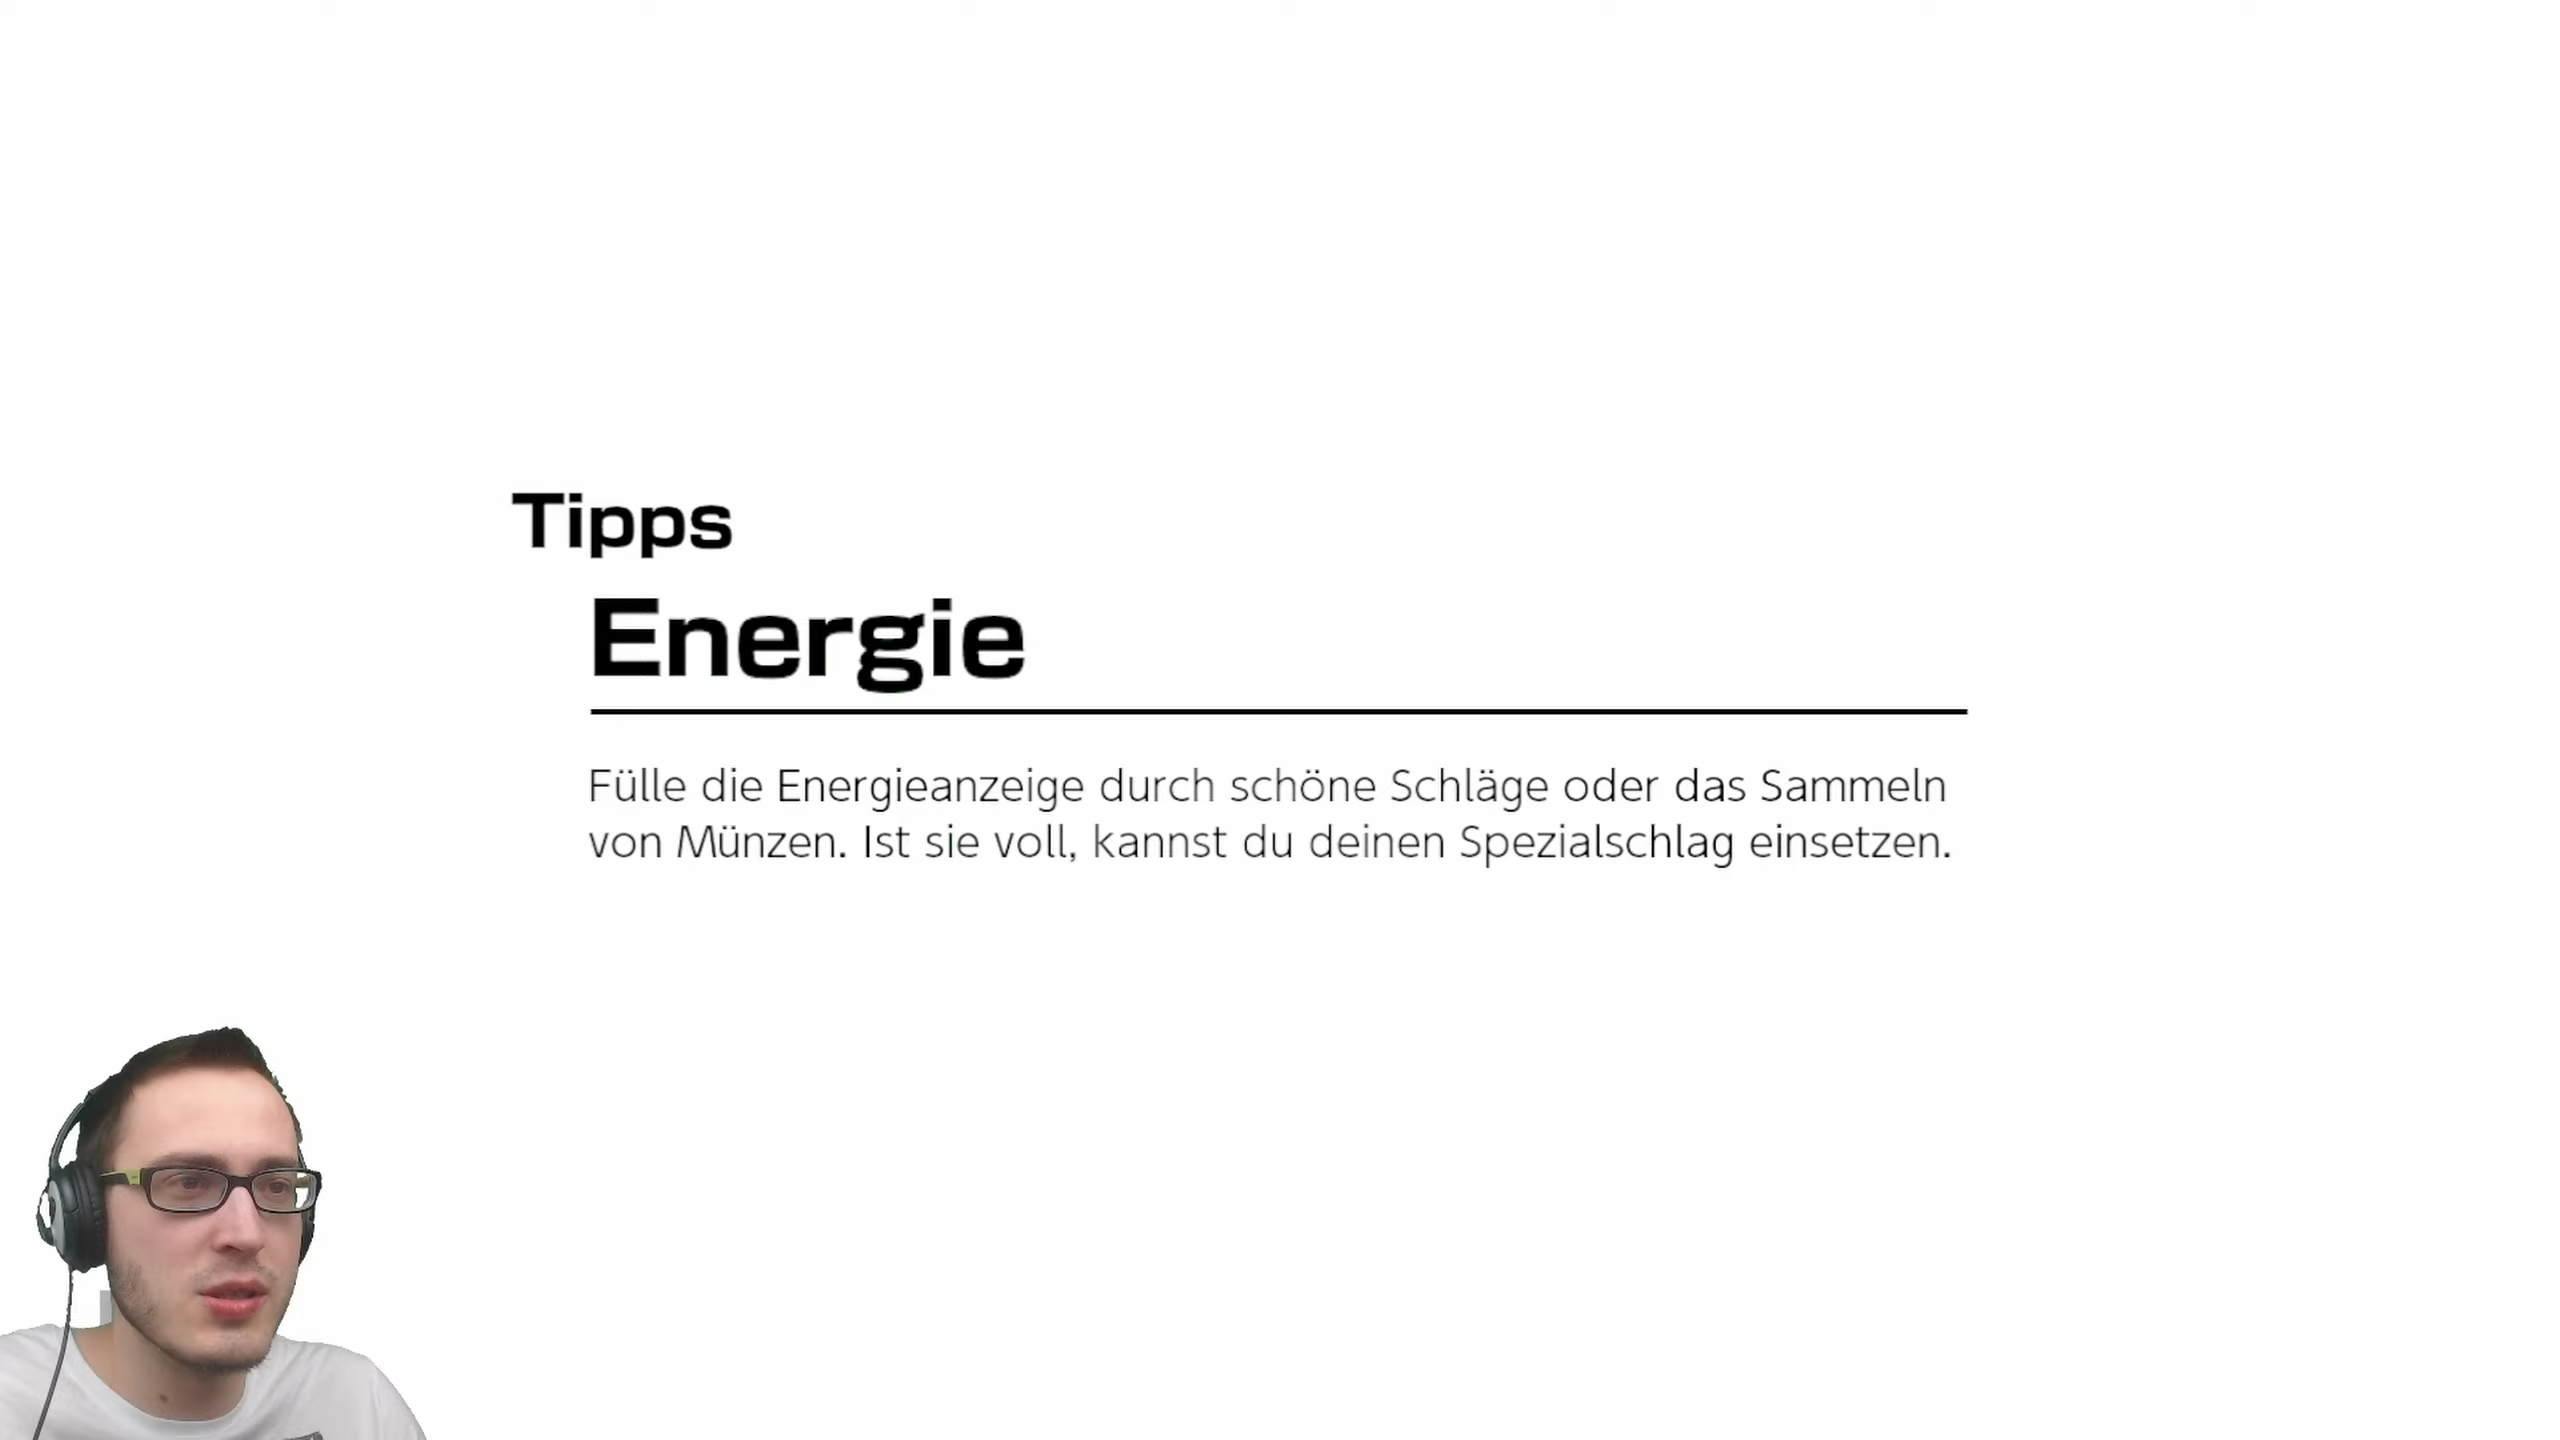 Tipps
Energie
Fülle die Energieanzeige durch schöne Schläge oder das Sammeln
von Münzen. Ist sie voll, kannst du deinen Spezialschlag einsetzen.